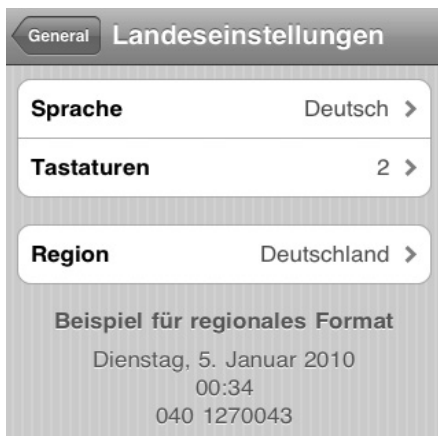 General Landeseinstellungen
Sprache Deutsch
Tastaturen 2
Region Deutschland
Beispiel für regionales Format
Dienstag, 5. Januar 2010
00:34
040 1270043